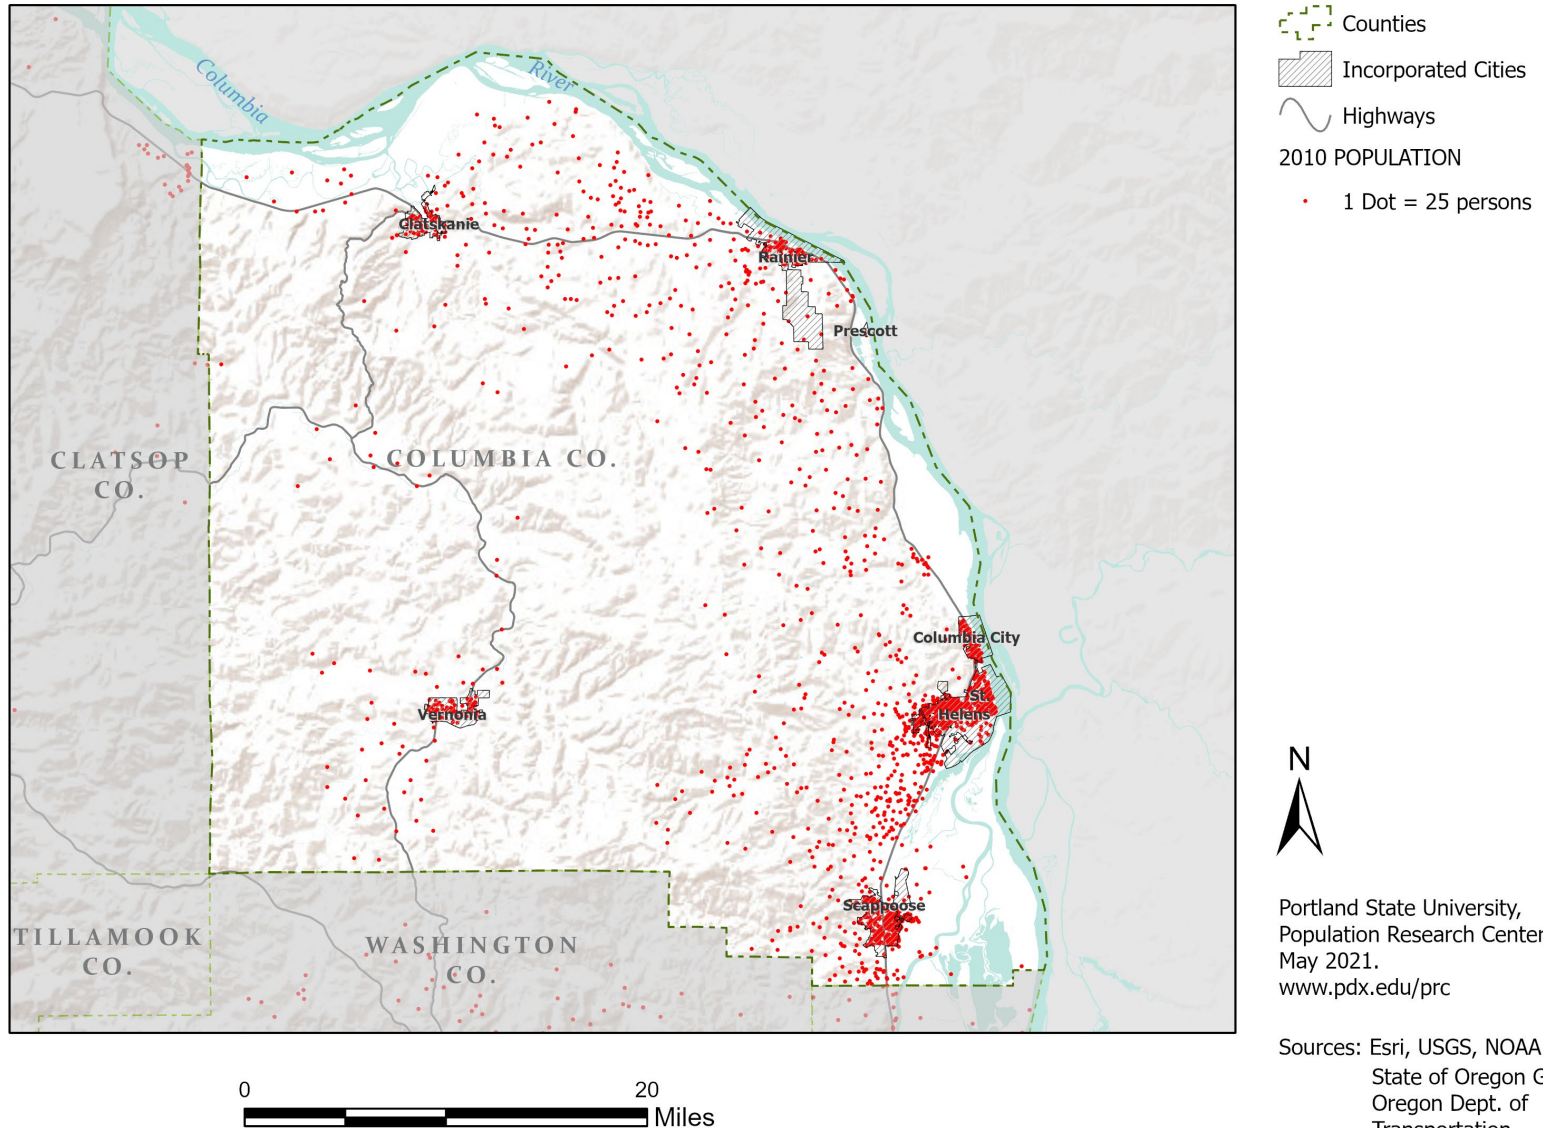 Columbia
River
Clatskanie
Rainier
Prescott
CLATSOP
CO.
COLUMBIA CO.
Columbia City
St.
Helens
Vernonia
Scappoose
TILLAMOOK
CO.
WASHINGTON
CO.
0
20
Miles
Counties
Incorporated Cities
Highways
2010 POPULATION
1 Dot = 25 persons
N
Portland State University,
Population Research Center
May 2021.
www.pdx.edu/prc
Sources: Esri, USGS, NOAA
State of Oregon G
Oregon Dept. of
Transportation